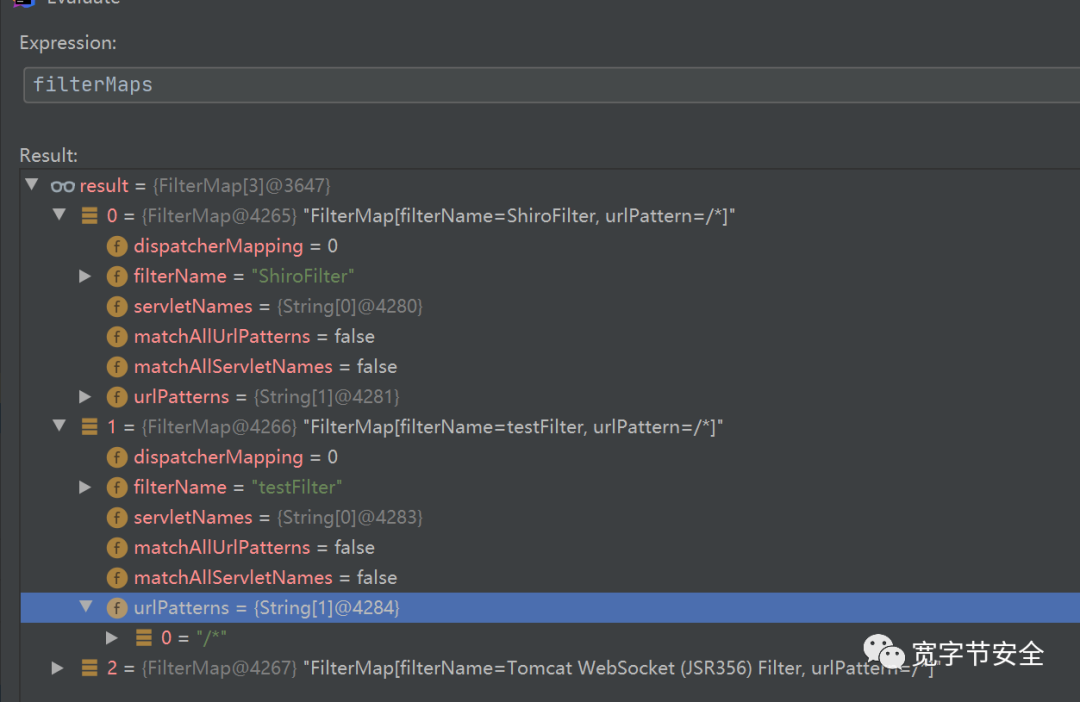 Evaluate
Expression:
filterMaps
Result:
result = {FilterMap[3]@3647}
0 = {FilterMap@4265} "FilterMap[filterName=ShiroFilter, urlPattern=/*]"
f dispatcherMapping = 0
f filterName = "ShiroFilter"
f servletNames = {String[0]@4280}
f matchAllUrlPatterns = false
f matchAllServletNames = false
f urlPatterns = {String[1]@4281}
1 = {FilterMap@4266} "FilterMap[filterName=testFilter, urlPattern=/*]"
f dispatcherMapping = 0
f filterName = "testFilter"
f servletNames = {String[0]@4283}
f matchAllUrlPatterns = false
f matchAllServletNames = false
f urlPatterns = {String[1]@4284}
0 = "/*"
2 = {FilterMap@4267} "FilterMap[filterName=Tomcat WebSocket (JSR356) Filter, urlPattern=/*]"
宽字节安全